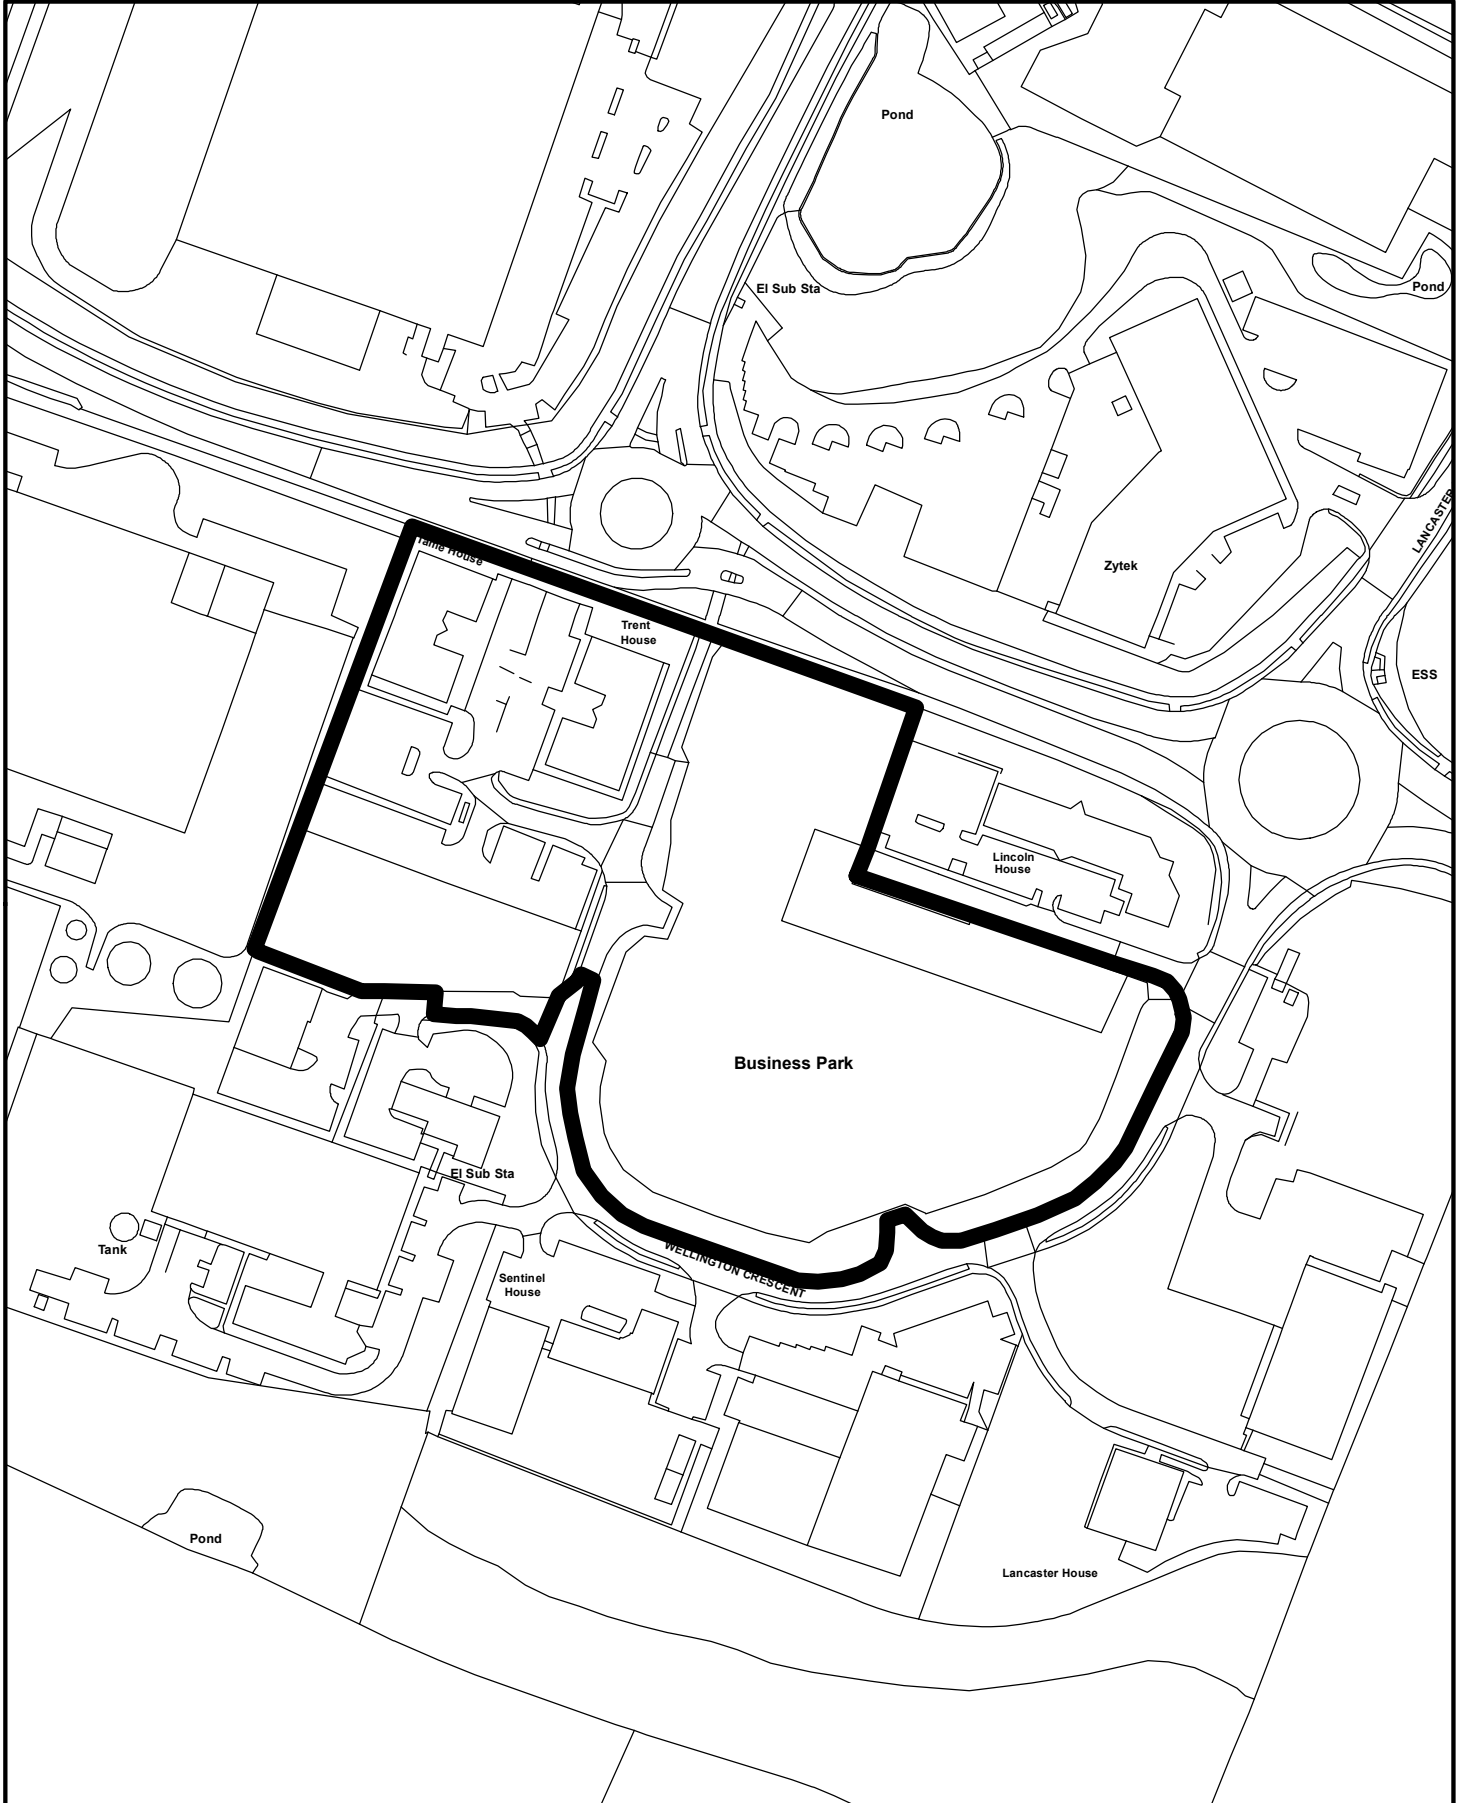 Pond
El Sub Sta
Pond
LANCASTER
House
Zytek
Trent
House
ESS
Lincoln
House
Business Park
El Sub Sta
Tank
WELLINGTON CRESCENT
Sentinel
House
Pond
Lancaster House